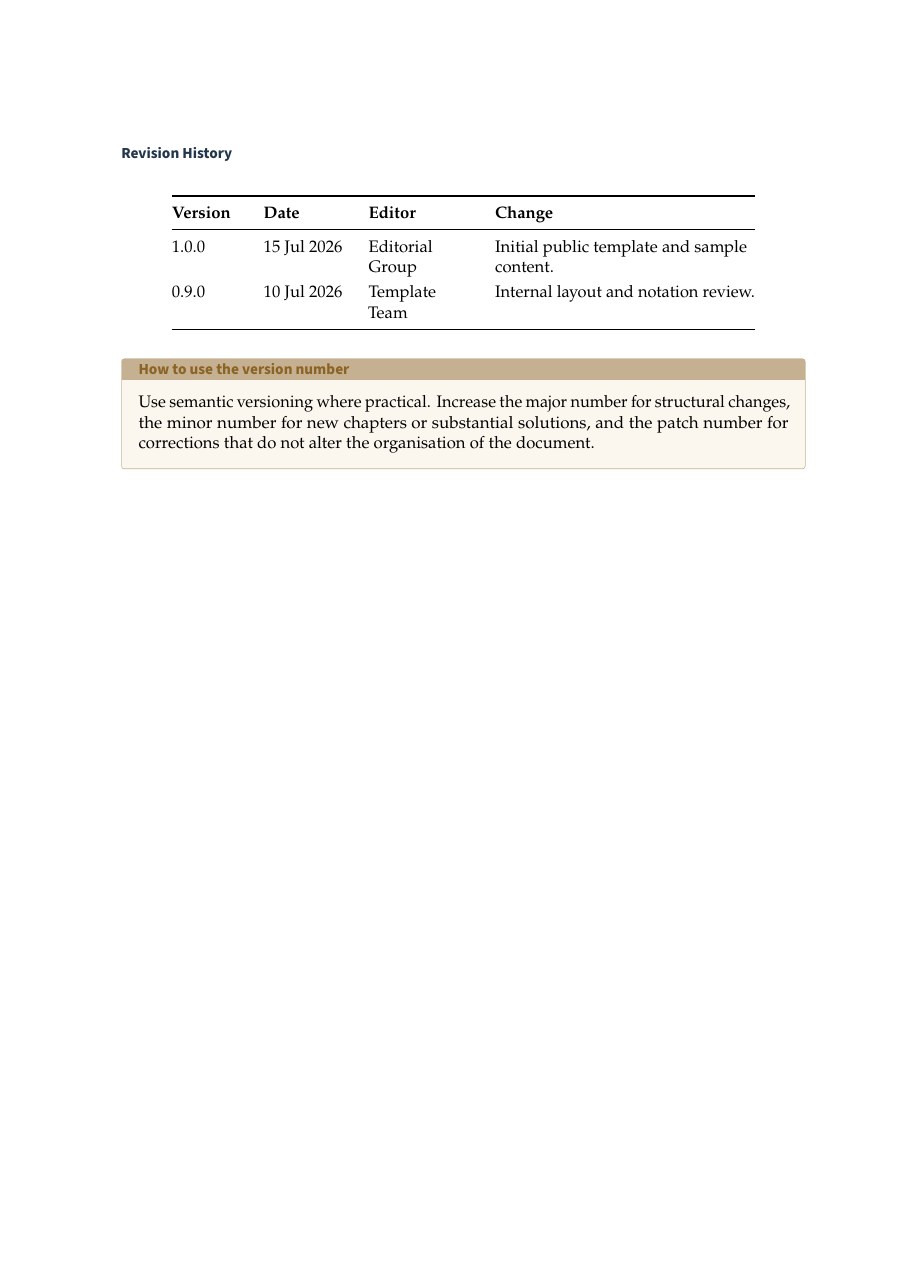 Revision History
Version Date Editor Change
1.0.0 15 Jul 2026 Editorial Group Initial public template and sample content.
0.9.0 10 Jul 2026 Template Team Internal layout and notation review.
How to use the version number
Use semantic versioning where practical. Increase the major number for structural changes,
the minor number for new chapters or substantial solutions, and the patch number for
corrections that do not alter the organisation of the document.